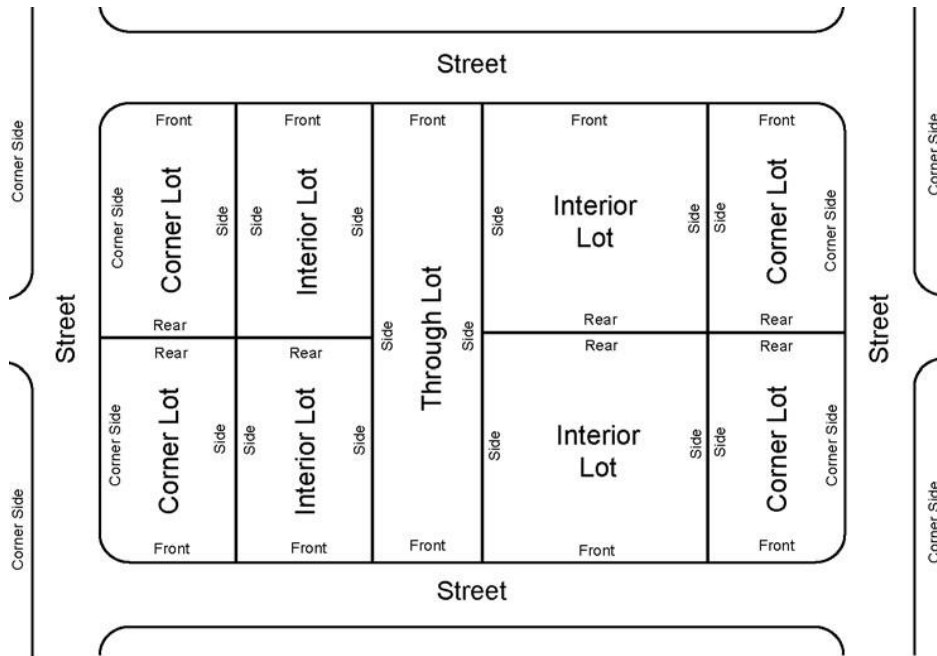 Street
Corner Side
Corner Side
Front
Front
Front
Front
Front
Corner Side
Corner Lot
Side
Side
Interior Lot
Side
Side
Interior
Lot
Side
Side
Corner Lot
Corner Side
Rear
Rear
Rear
Street
Side
Through Lot
Side
Street
Rear
Rear
Rear
Rear
Corner Side
Corner Lot
Side
Side
Interior Lot
Side
Side
Interior
Lot
Side
Side
Corner Lot
Corner Side
Corner Side
Corner Side
Front
Front
Front
Front
Front
Street